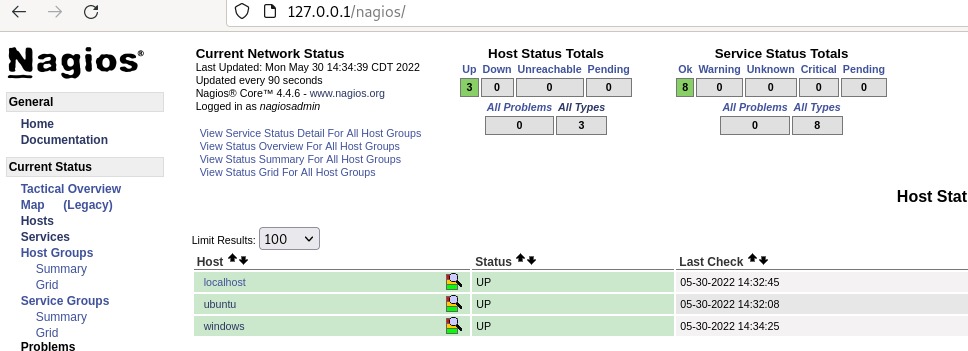 127.0.0.1/nagios/
Nagios®
General
Home
Documentation
Current Status
Tactical Overview
Map (Legacy)
Hosts
Services
Host Groups
Summary
Grid
Service Groups
Summary
Grid
Problems
Current Network Status
Last Updated: Mon May 30 14:34:39 CDT 2022
Updated every 90 seconds
Nagios® Core™ 4.4.6 - www.nagios.org
Logged in as nagiosadmin
View Service Status Detail For All Host Groups
View Status Overview For All Host Groups
View Status Summary For All Host Groups
View Status Grid For All Host Groups
Host Status Totals
Up Down Unreachable Pending
3 0 0 0
All Problems All Types
0 3
Service Status Totals
Ok Warning Unknown Critical Pending
8 0 0 0 0
All Problems All Types
0 8
Host Stat
Limit Results: 100
Host Status Last Check
localhost UP 05-30-2022 14:32:45
ubuntu UP 05-30-2022 14:32:08
windows UP 05-30-2022 14:34:25